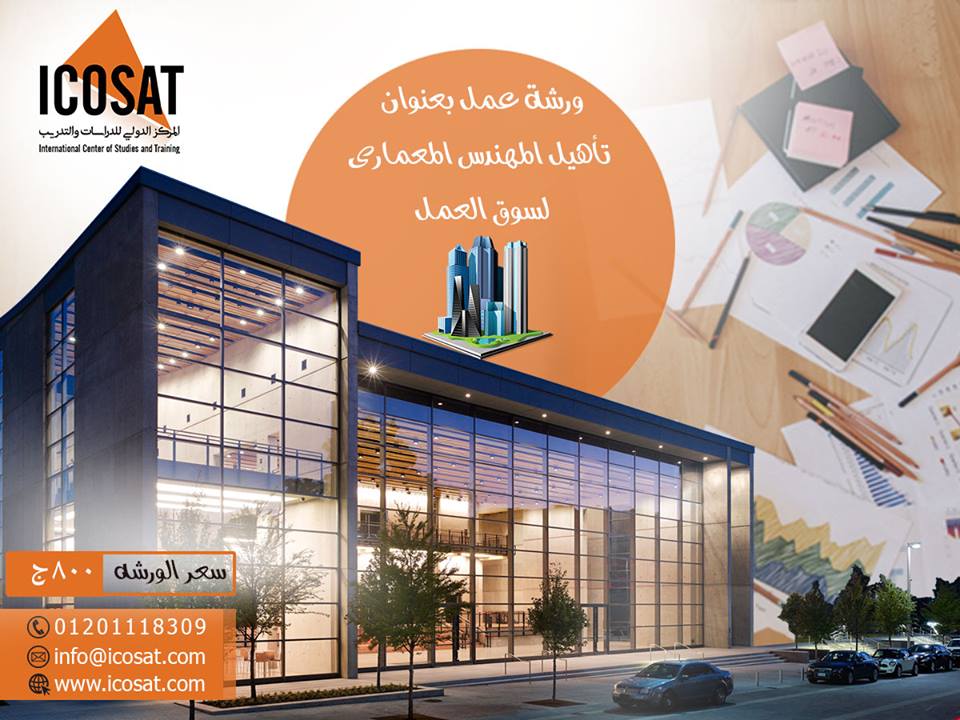 ICOSAT
المركز الدولي للدراسات والتدريب
International Center of Studies and Training
ورشة عمل بعنوان
تأهيل المهندس المعمارى
لسوق العمل
سعر الورشه ٨٠٠ ج
01201118309
info@icosat.com
www.icosat.com